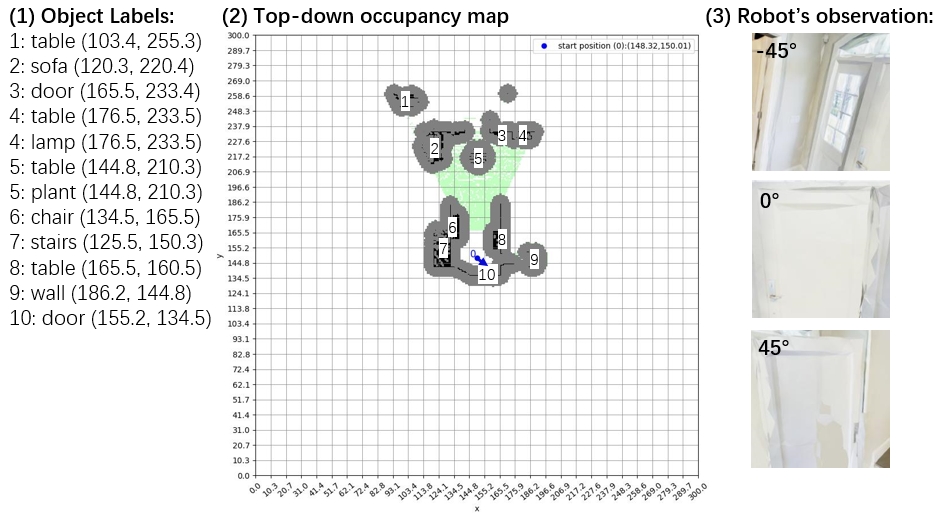 (1) Object Labels:
1: table (103.4, 255.3)
2: sofa (120.3, 220.4)
3: door (165.5, 233.4)
4: table (176.5, 233.5)
4: lamp (176.5, 233.5)
5: table (144.8, 210.3)
5: plant (144.8, 210.3)
6: chair (134.5, 165.5)
7: stairs (125.5, 150.3)
8: table (165.5, 160.5)
9: wall (186.2, 144.8)
10: door (155.2, 134.5)
(2) Top-down occupancy map
start position (0):(148.32,150.01)
300.0
289.7
279.3
269.0
258.6
248.3
237.9
227.6
217.2
206.9
196.6
186.2
175.9
165.5
155.2
144.8
134.5
124.1
113.8
103.4
93.1
82.8
72.4
62.1
51.7
41.4
31.0
20.7
10.3
0.0
y
1
2
3
4
5
6
7
8
9
10
0
0.0 10.3 20.7 31.0 41.4 51.7 62.1 72.4 82.8 93.1 103.4 113.8 124.1 134.5 144.8 155.2 165.5 175.9 186.2 196.6 206.9 217.2 227.6 237.9 248.3 258.6 269.0 279.3 289.7 300.0
x
(3) Robot's observation:
-45°
0°
45°